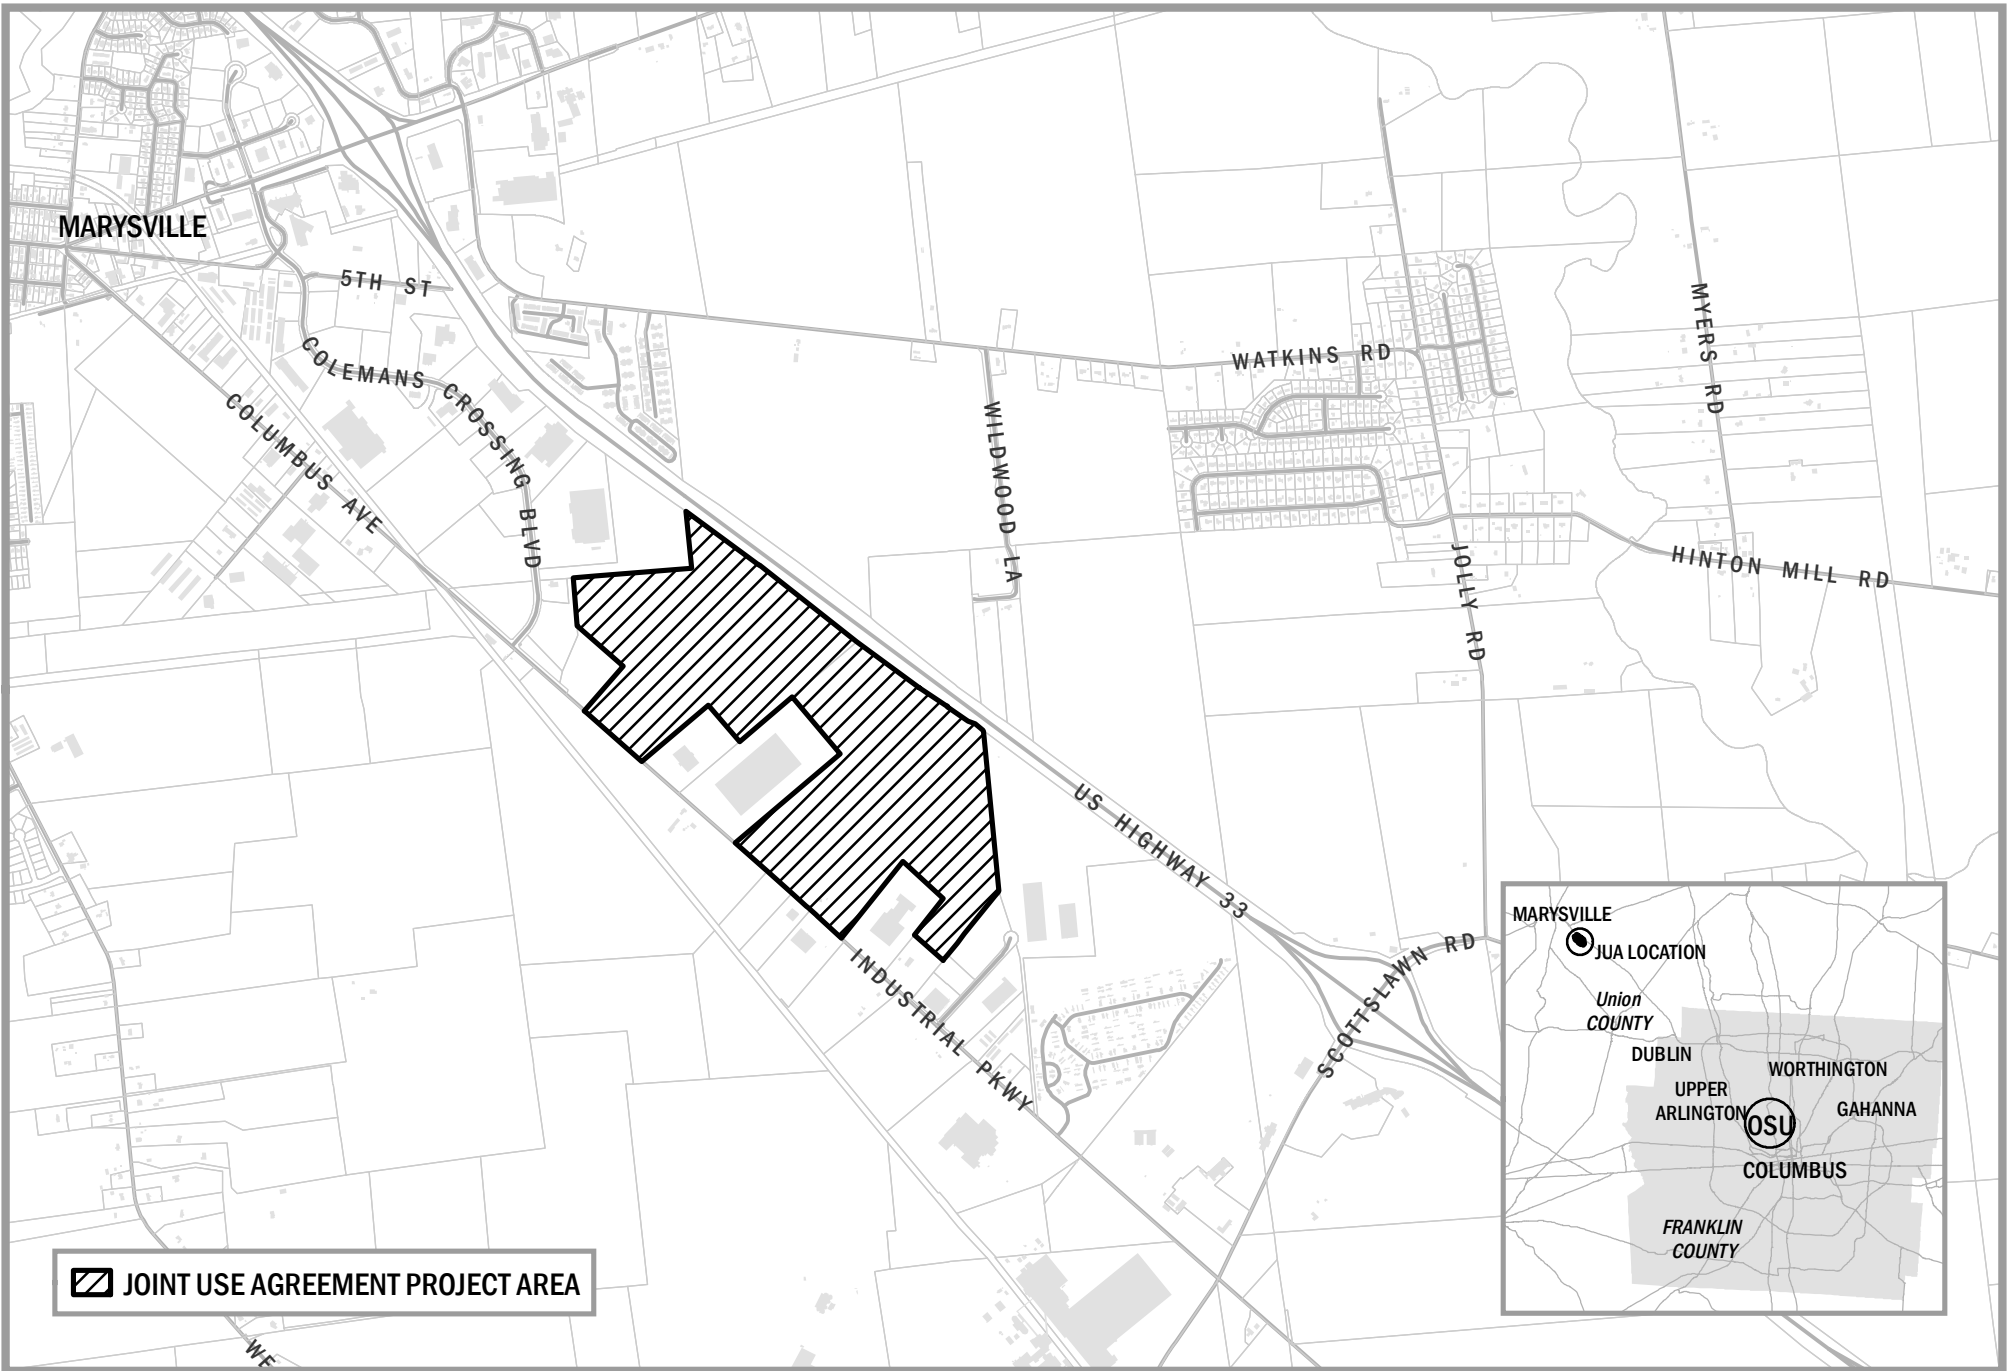 MARYSVILLE
5TH ST
COLEMANS CROSSING BLVD
COLUMBUS AVE
WATKINS RD
WILDWOOD LA
MYERS RD
JOLLY RD
HINTON MILL RD
US HIGHWAY 33
SCOTTSLAWN RD
INDUSTRIAL PKWY
WE
JOINT USE AGREEMENT PROJECT AREA
MARYSVILLE
JUA LOCATION
Union
COUNTY
DUBLIN
WORTHINGTON
UPPER
ARLINGTON
GAHANNA
OSU
COLUMBUS
FRANKLIN
COUNTY